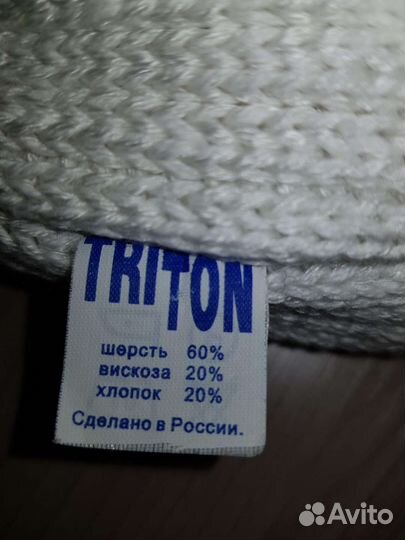 TRITON
шерсть 60%
вискоза 20%
хлопок 20%
Сделано в России.
Avito